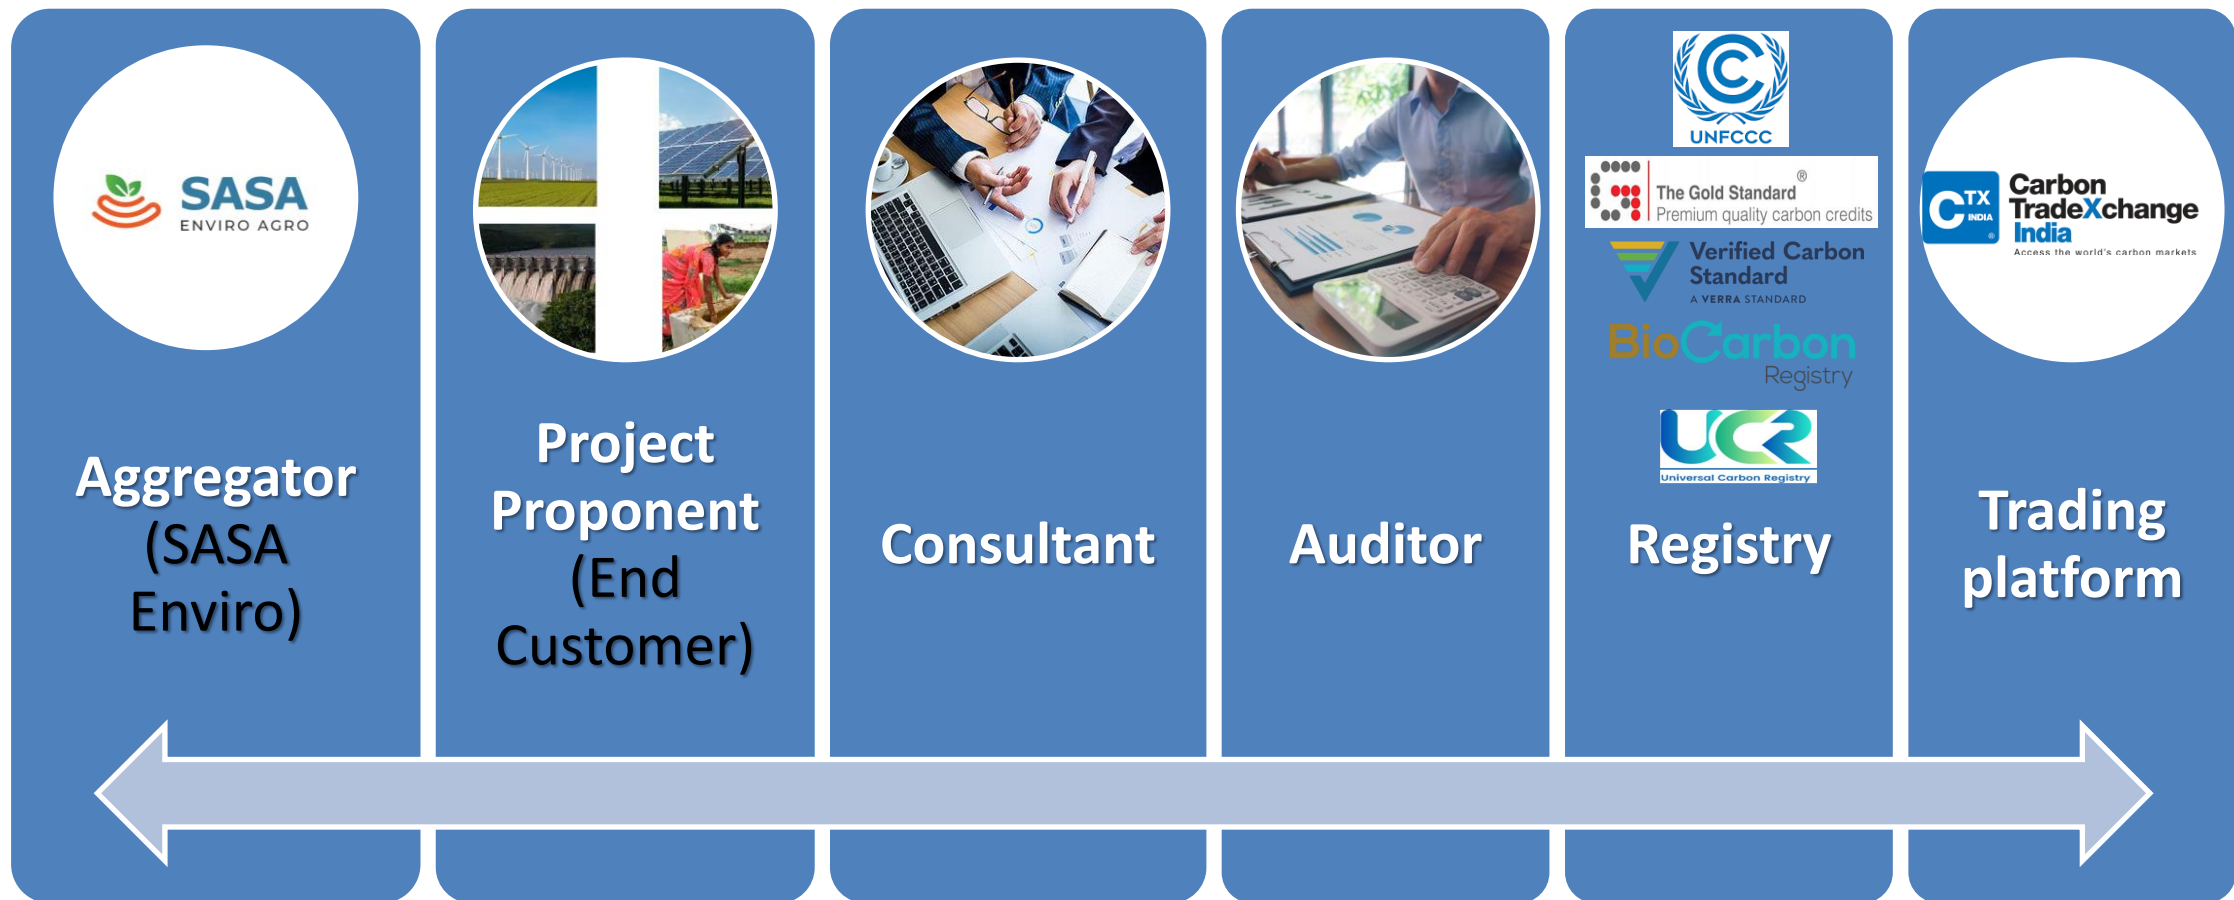 SASA
ENVIRO AGRO
Aggregator
(SASA
Enviro)
Project
Proponent
(End
Customer)
Consultant
Auditor
UNFCCC
The Gold Standard®
Premium quality carbon credits
Verified Carbon
Standard
A VERRA STANDARD
BioCarbon
Registry
UCR
Universal Carbon Registry
Registry
CTX
INDIA
®
Carbon
TradeXchange
India
Access the world's carbon markets
Trading
platform